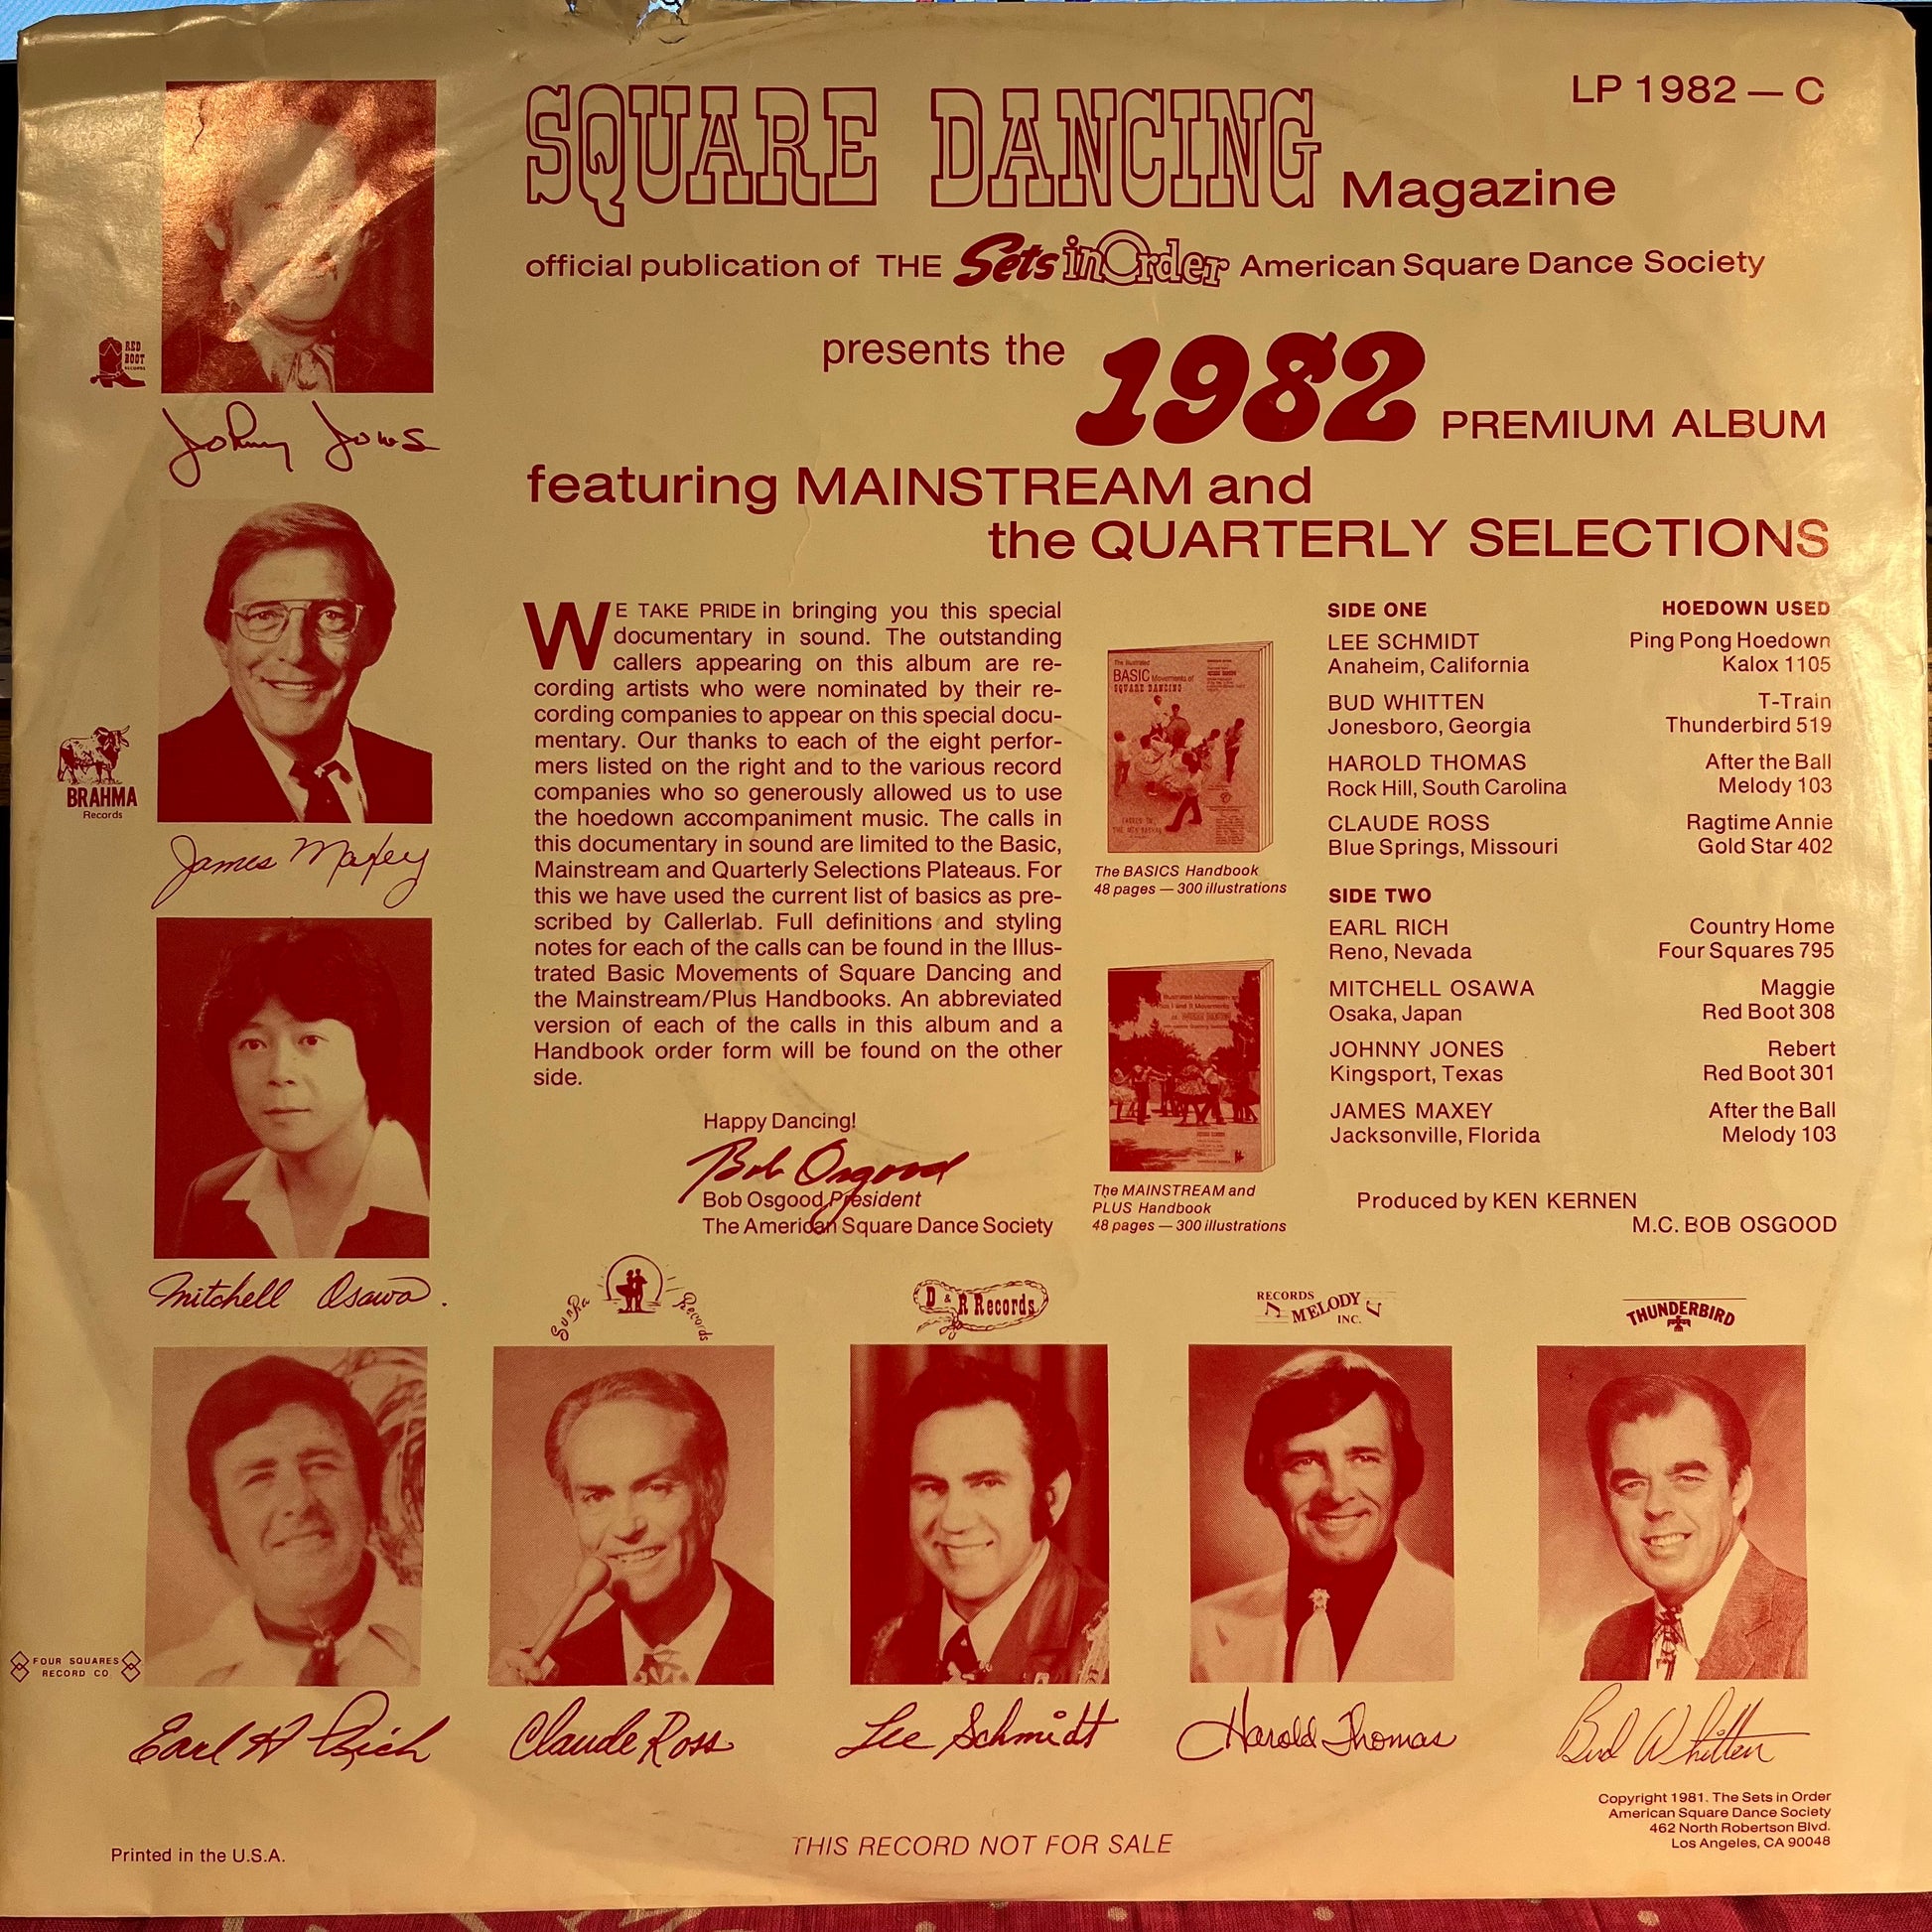 LP 1982 — C
SQUARE DANCING Magazine
official publication of THE Sets in Order American Square Dance Society
presents the 1982 PREMIUM ALBUM
featuring MAINSTREAM and
the QUARTERLY SELECTIONS
RED
BOOT
RECORDS
Johnny Jones
BRAHMA
Records
James Maxey
Mitchell Osawa.
WE TAKE PRIDE in bringing you this special
documentary in sound. The outstanding
callers appearing on this album are re-
cording artists who were nominated by their re-
cording companies to appear on this special docu-
mentary. Our thanks to each of the eight perfor-
mers listed on the right and to the various record
companies who so generously allowed us to use
the hoedown accompaniment music. The calls in
this documentary in sound are limited to the Basic,
Mainstream and Quarterly Selections Plateaus. For
this we have used the current list of basics as pre-
scribed by Callerlab. Full definitions and styling
notes for each of the calls can be found in the Illus-
trated Basic Movements of Square Dancing and
the Mainstream/Plus Handbooks. An abbreviated
version of each of the calls in this album and a
Handbook order form will be found on the other
side.
Happy Dancing!
Bob Osgood
Bob Osgood, President
The American Square Dance Society
The Illustrated
BASIC Movements of
SQUARE DANCING
The BASICS Handbook
48 pages — 300 illustrations
The MAINSTREAM and
PLUS Handbook
48 pages — 300 illustrations
SIDE ONE HOEDOWN USED
LEE SCHMIDT Ping Pong Hoedown
Anaheim, California Kalox 1105
BUD WHITTEN T-Train
Jonesboro, Georgia Thunderbird 519
HAROLD THOMAS After the Ball
Rock Hill, South Carolina Melody 103
CLAUDE ROSS Ragtime Annie
Blue Springs, Missouri Gold Star 402
SIDE TWO
EARL RICH Country Home
Reno, Nevada Four Squares 795
MITCHELL OSAWA Maggie
Osaka, Japan Red Boot 308
JOHNNY JONES Rebert
Kingsport, Texas Red Boot 301
JAMES MAXEY After the Ball
Jacksonville, Florida Melody 103
Produced by KEN KERNEN
M.C. BOB OSGOOD
SunRa Records
D & R Records
RECORDS
MELODY
INC.
THUNDERBIRD
FOUR SQUARES
RECORD CO
Earl H Rich
Claude Ross
Lee Schmidt
Harold Thomas
Bud Whitten
Copyright 1981. The Sets in Order
American Square Dance Society
462 North Robertson Blvd.
Los Angeles, CA 90048
THIS RECORD NOT FOR SALE
Printed in the U.S.A.